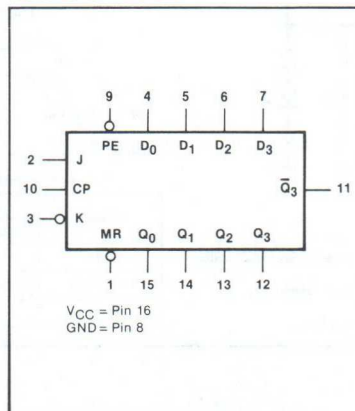 9 4 5 6 7
PE D0 D1 D2 D3
2 J
Q̅3 11
10 CP
3 K
MR Q0 Q1 Q2 Q3
1 15 14 13 12
VCC = Pin 16
GND = Pin 8